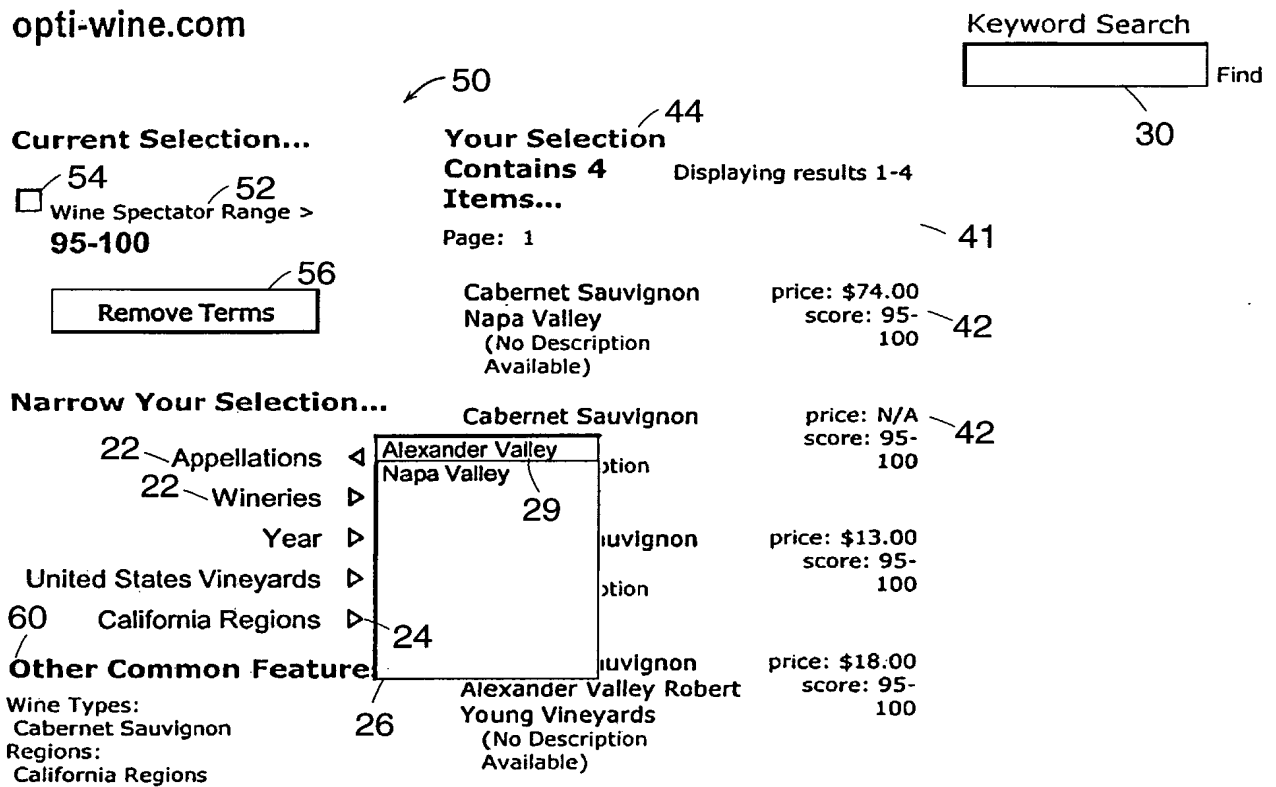 opti-wine.com
Keyword Search
Find
30
50
Current Selection...
54
52
Wine Spectator Range >
95-100
56
Remove Terms
44
Your Selection
Contains 4
Items...
Displaying results 1-4
Page: 1
41
Cabernet Sauvignon
Napa Valley
(No Description
Available)
price: $74.00
score: 95-
100
42
Cabernet Sauvignon
price: N/A
score: 95-
100
42
Narrow Your Selection...
22 Appellations
22 Wineries
Year
United States Vineyards
California Regions
24
Alexander Valley
Napa Valley
29
26
price: $13.00
score: 95-
100
Alexander Valley Robert
Young Vineyards
(No Description
Available)
price: $18.00
score: 95-
100
60
Other Common
Wine Types:
Cabernet Sauvignon
Regions:
California Regions